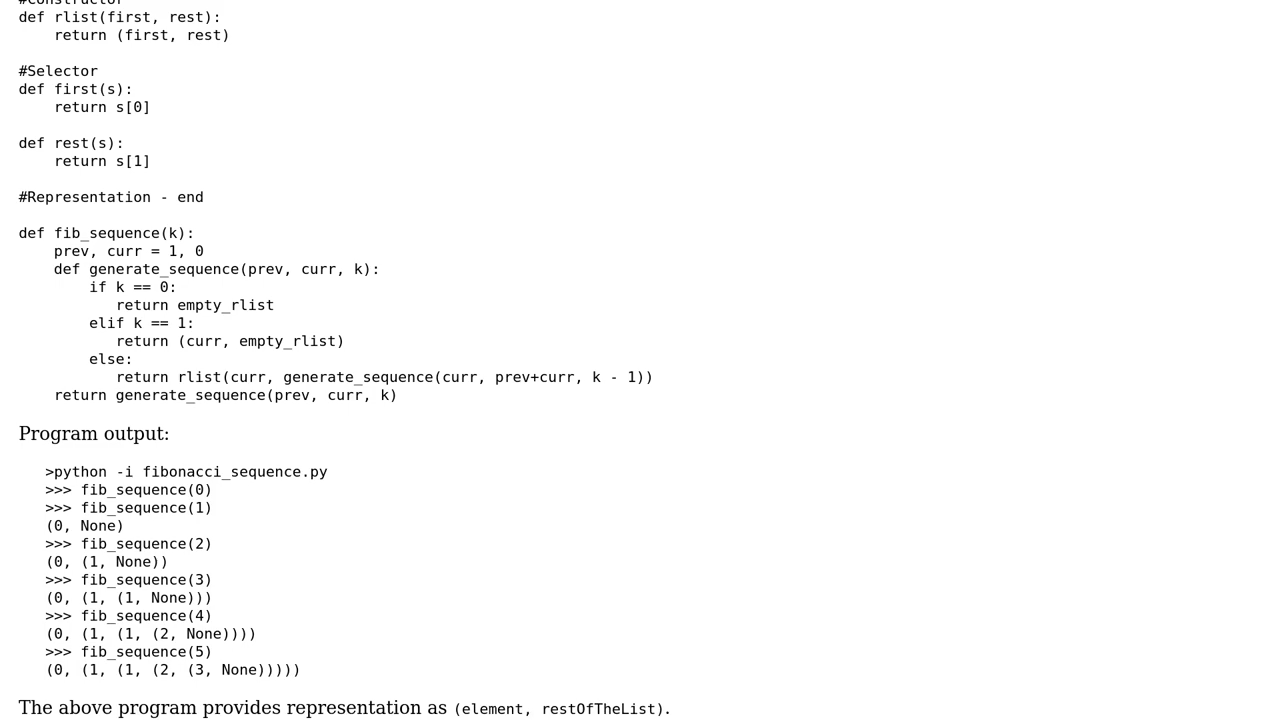 #Constructor
def rlist(first, rest):
    return (first, rest)

#Selector
def first(s):
    return s[0]

def rest(s):
    return s[1]

#Representation - end

def fib_sequence(k):
    prev, curr = 1, 0
    def generate_sequence(prev, curr, k):
        if k == 0:
           return empty_rlist
        elif k == 1:
           return (curr, empty_rlist)
        else:
           return rlist(curr, generate_sequence(curr, prev+curr, k - 1))
    return generate_sequence(prev, curr, k)

Program output:

   >python -i fibonacci_sequence.py
   >>> fib_sequence(0)
   >>> fib_sequence(1)
   (0, None)
   >>> fib_sequence(2)
   (0, (1, None))
   >>> fib_sequence(3)
   (0, (1, (1, None)))
   >>> fib_sequence(4)
   (0, (1, (1, (2, None))))
   >>> fib_sequence(5)
   (0, (1, (1, (2, (3, None)))))

The above program provides representation as (element, restOfTheList).